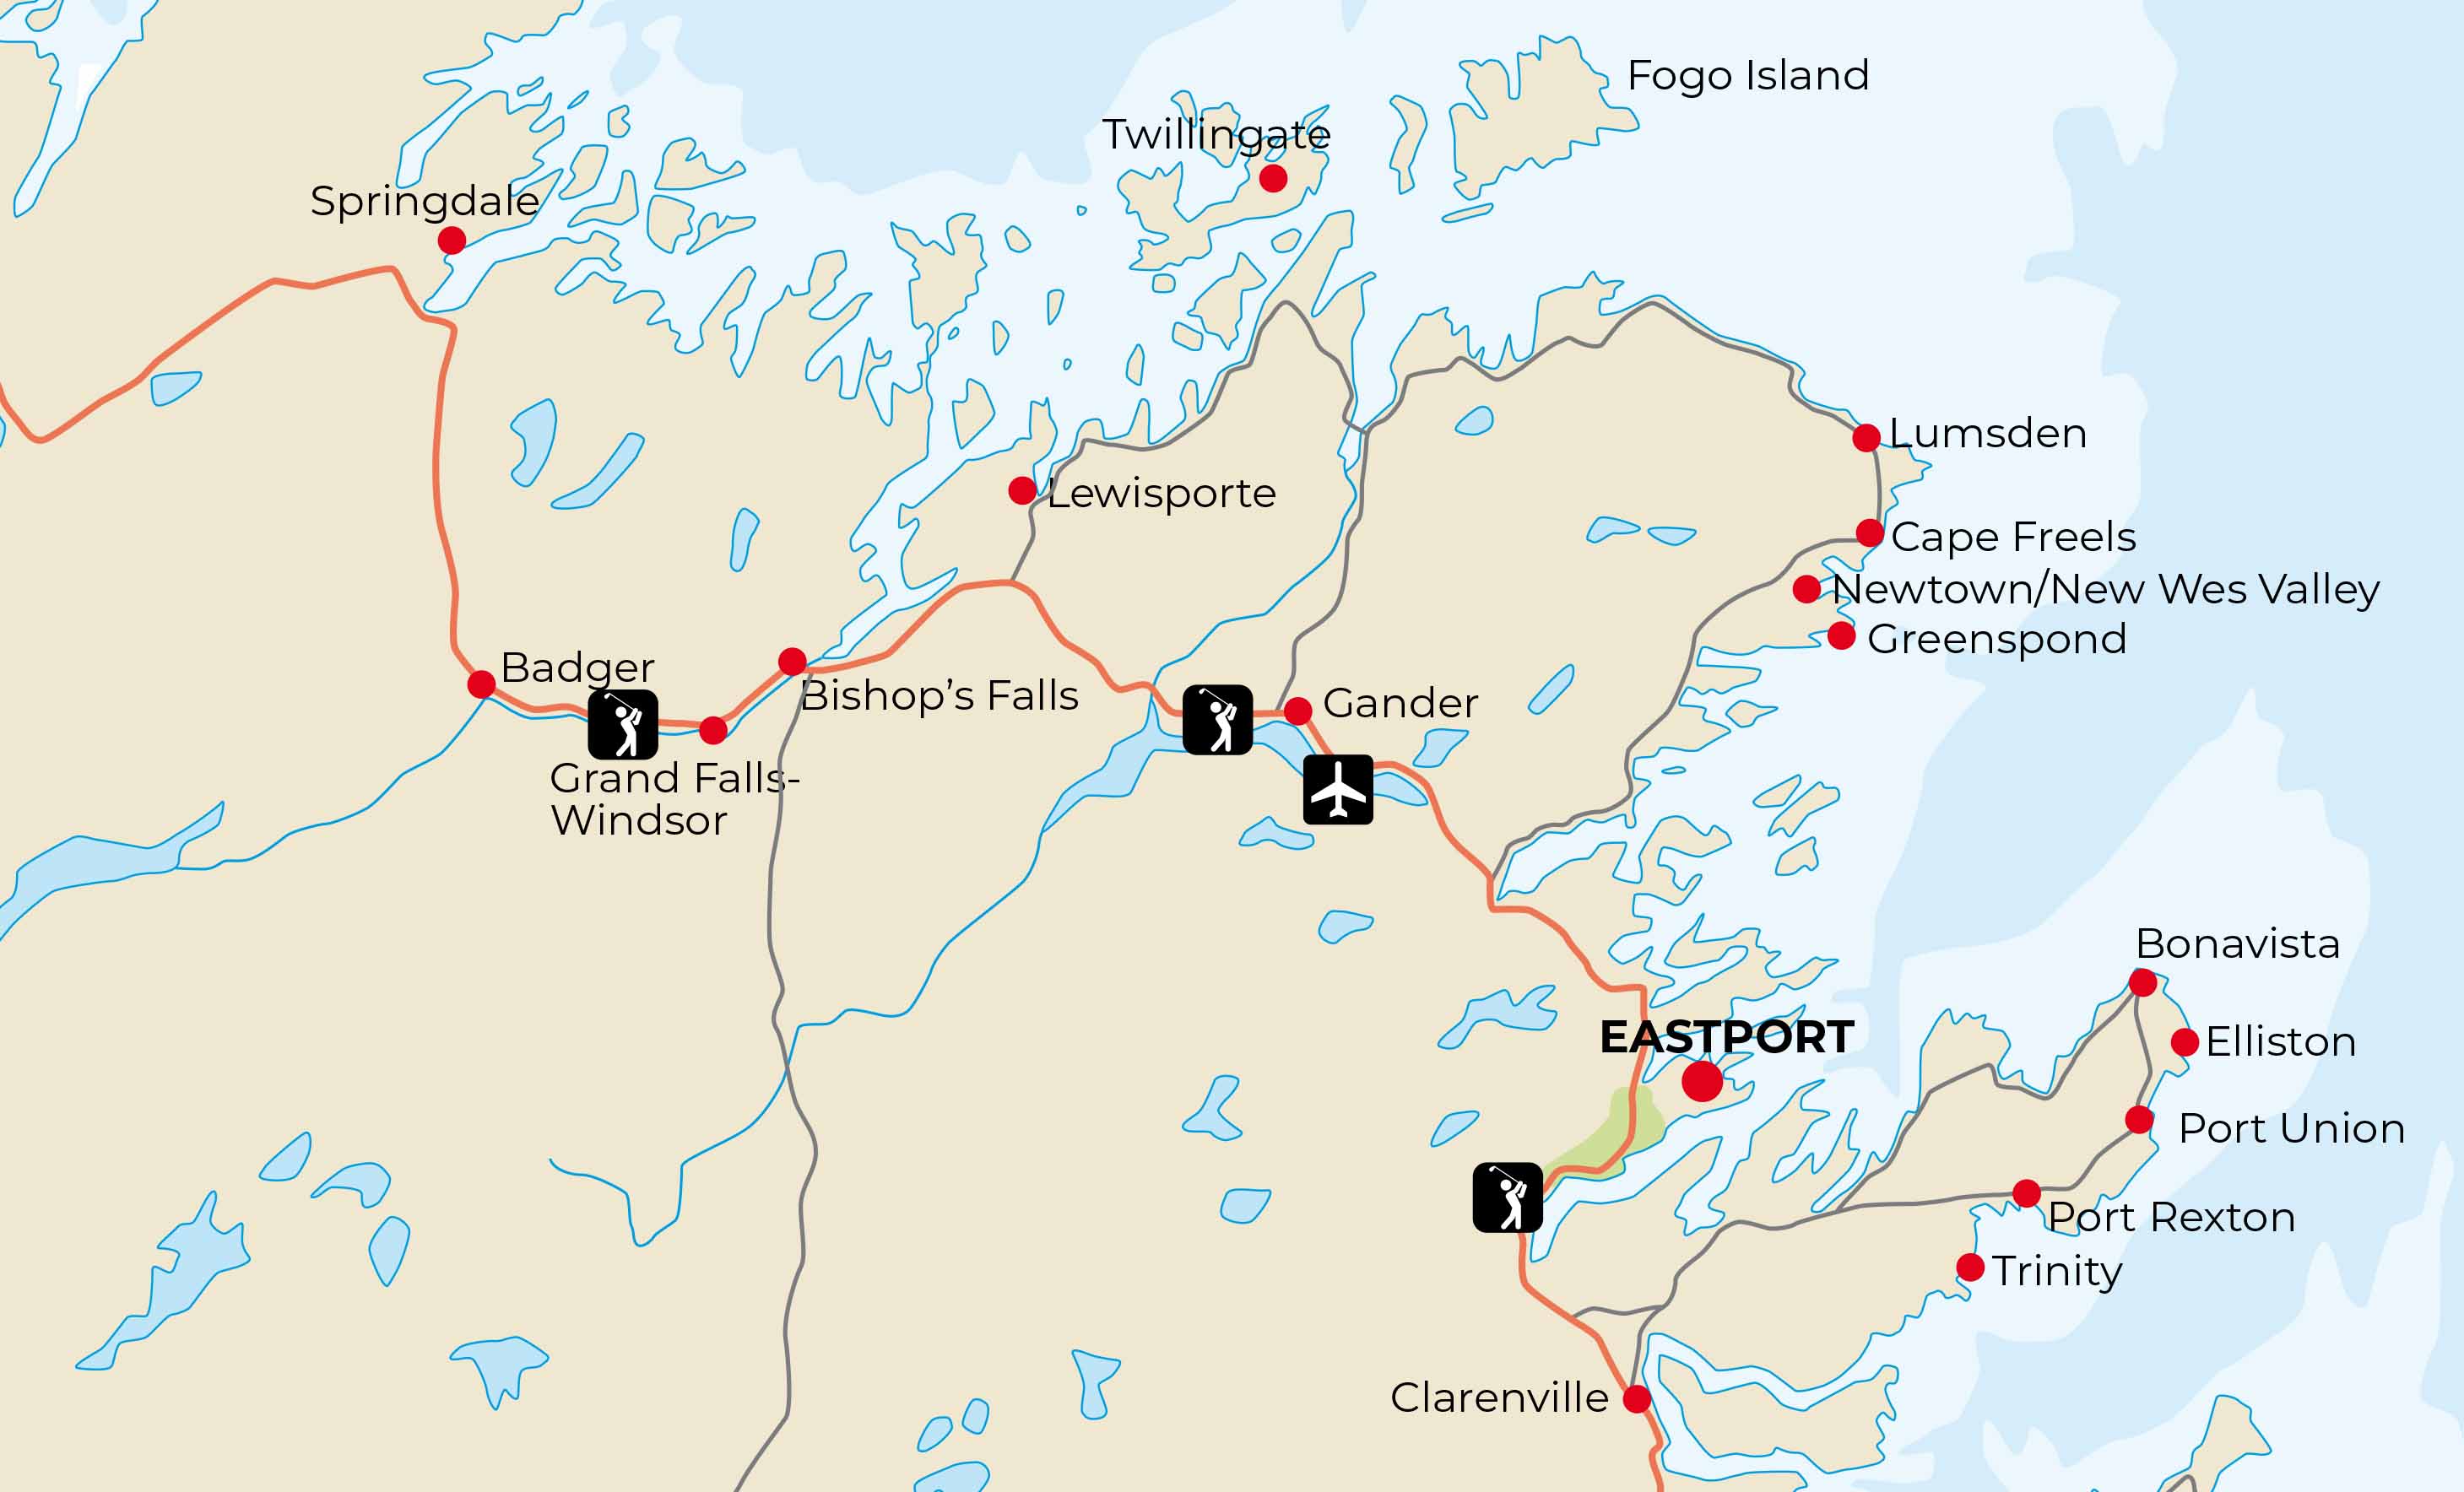 Fogo Island
Twillingate
Springdale
Lumsden
Lewisporte
Cape Freels
Newtown/New Wes Valley
Greenspond
Badger
Bishop’s Falls
Gander
Grand Falls-
Windsor
Bonavista
EASTPORT
Elliston
Port Union
Port Rexton
Trinity
Clarenville